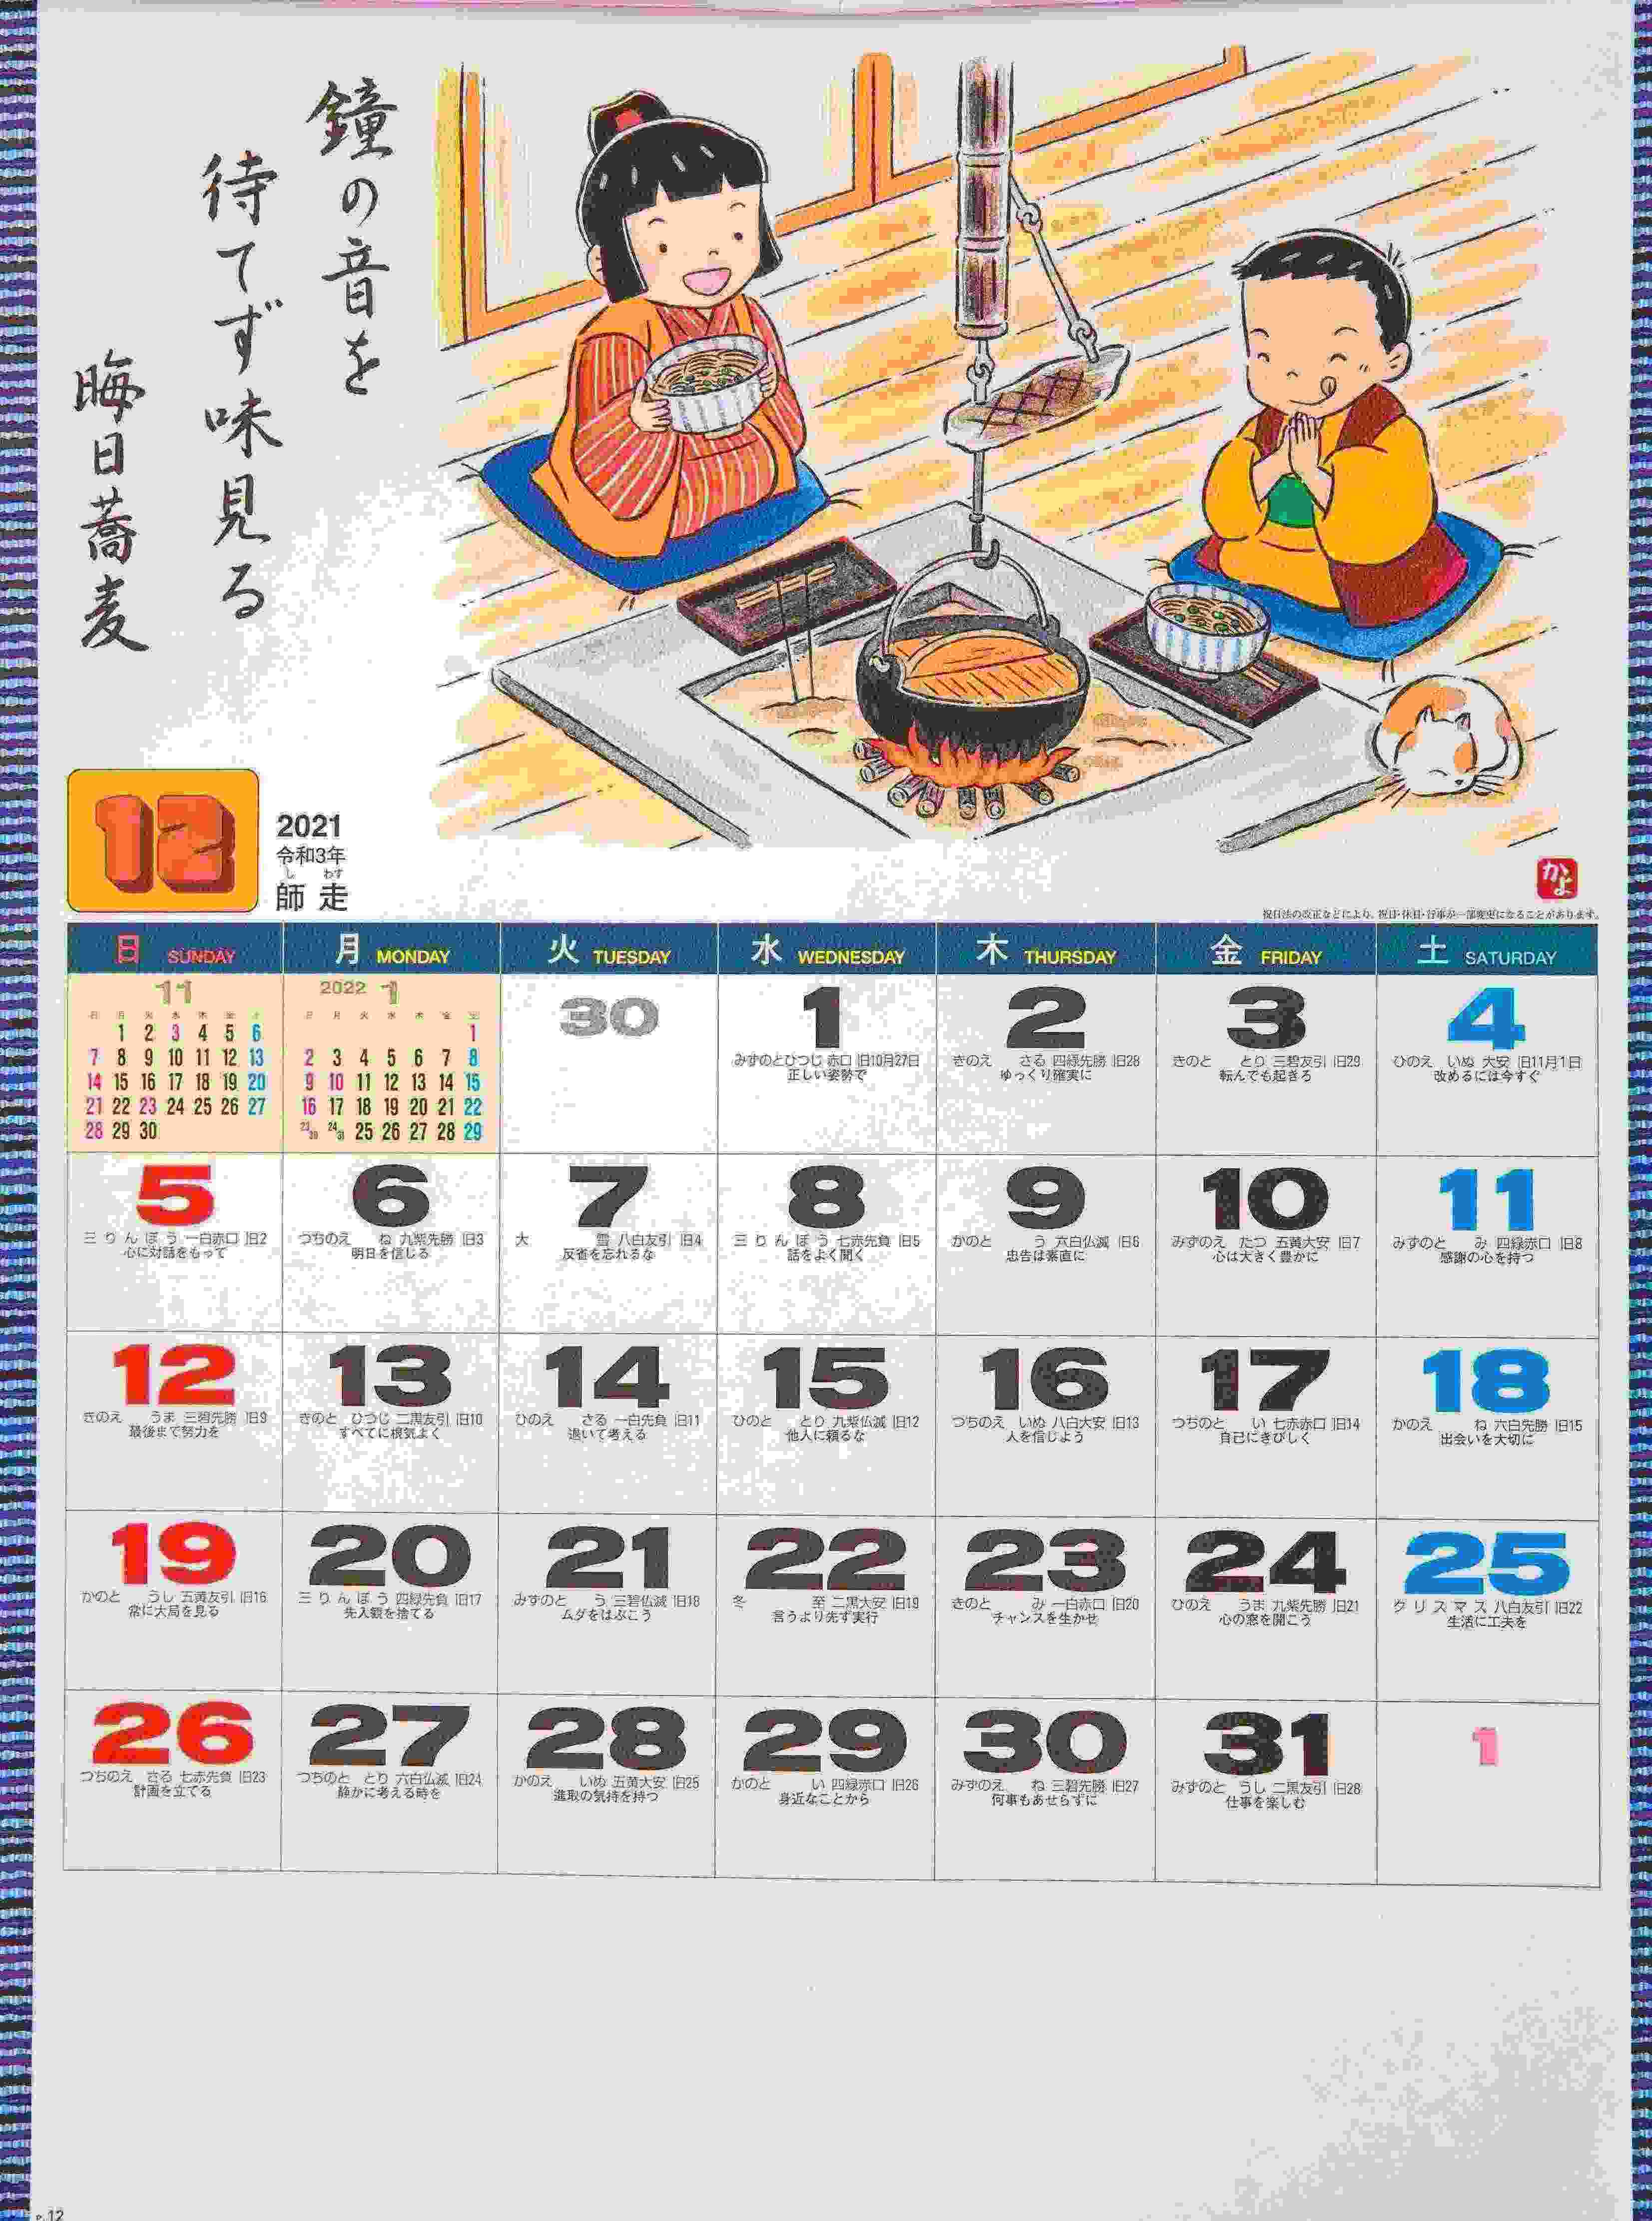 鐘の音を
待てず味見る
晦日蕎麦
12
2021
令和3年
し わす
師 走
かよ
祝日法の改正などにより、祝日・休日・行事が一部変更になることがあります。
日 SUNDAY 月 MONDAY 火 TUESDAY 水 WEDNESDAY 木 THURSDAY 金 FRIDAY 土 SATURDAY
11
日 月 火 水 木 金 土
1 2 3 4 5 6
7 8 9 10 11 12 13
14 15 16 17 18 19 20
21 22 23 24 25 26 27
28 29 30
2022 1
日 月 火 水 木 金 土
1
2 3 4 5 6 7 8
9 10 11 12 13 14 15
16 17 18 19 20 21 22
23/30 24/31 25 26 27 28 29
30
1
みずのとひつじ 赤口 旧10月27日
正しい姿勢で
2
きのえ さる 四緑先勝 旧28
ゆっくり確実に
3
きのと とり 三碧友引 旧29
転んでも起きろ
4
ひのえ いぬ 大安 旧11月1日
改めるには今すぐ
5
三りんぼう 一白赤口 旧2
心に対話をもって
6
つちのえ ね 九紫先勝 旧3
明日を信じる
7
大 雪 八白友引 旧4
反省を忘れるな
8
三りんぼう 七赤先負 旧5
話をよく聞く
9
かのと う 六白仏滅 旧6
忠告は素直に
10
みずのえ たつ 五黄大安 旧7
心は大きく豊かに
11
みずのと み 四緑赤口 旧8
感謝の心を持つ
12
きのえ うま 三碧先勝 旧9
最後まで努力を
13
きのと ひつじ 二黒友引 旧10
すべてに根気よく
14
ひのえ さる 一白先負 旧11
退いて考える
15
ひのと とり 九紫仏滅 旧12
他人に頼るな
16
つちのえ いぬ 八白大安 旧13
人を信じよう
17
つちのと い 七赤赤口 旧14
自己にきびしく
18
かのえ ね 六白先勝 旧15
出会いを大切に
19
かのと うし 五黄友引 旧16
常に大局を見る
20
三りんぼう 四緑先負 旧17
先入観を捨てる
21
みずのと う 三碧仏滅 旧18
ムダをはぶこう
22
冬 至 二黒大安 旧19
言うより先ず実行
23
きのと み 一白赤口 旧20
チャンスを生かせ
24
ひのえ うま 九紫先勝 旧21
心の窓を開こう
25
クリスマス 八白友引 旧22
生活に工夫を
26
つちのえ さる 七赤先負 旧23
計画を立てる
27
つちのと とり 六白仏滅 旧24
静かに考える時を
28
かのえ いぬ 五黄大安 旧25
進取の気持を持つ
29
かのと い 四緑赤口 旧26
身近なことから
30
みずのえ ね 三碧先勝 旧27
何事もあせらずに
31
みずのと うし 二黒友引 旧28
仕事を楽しむ
1
P.12